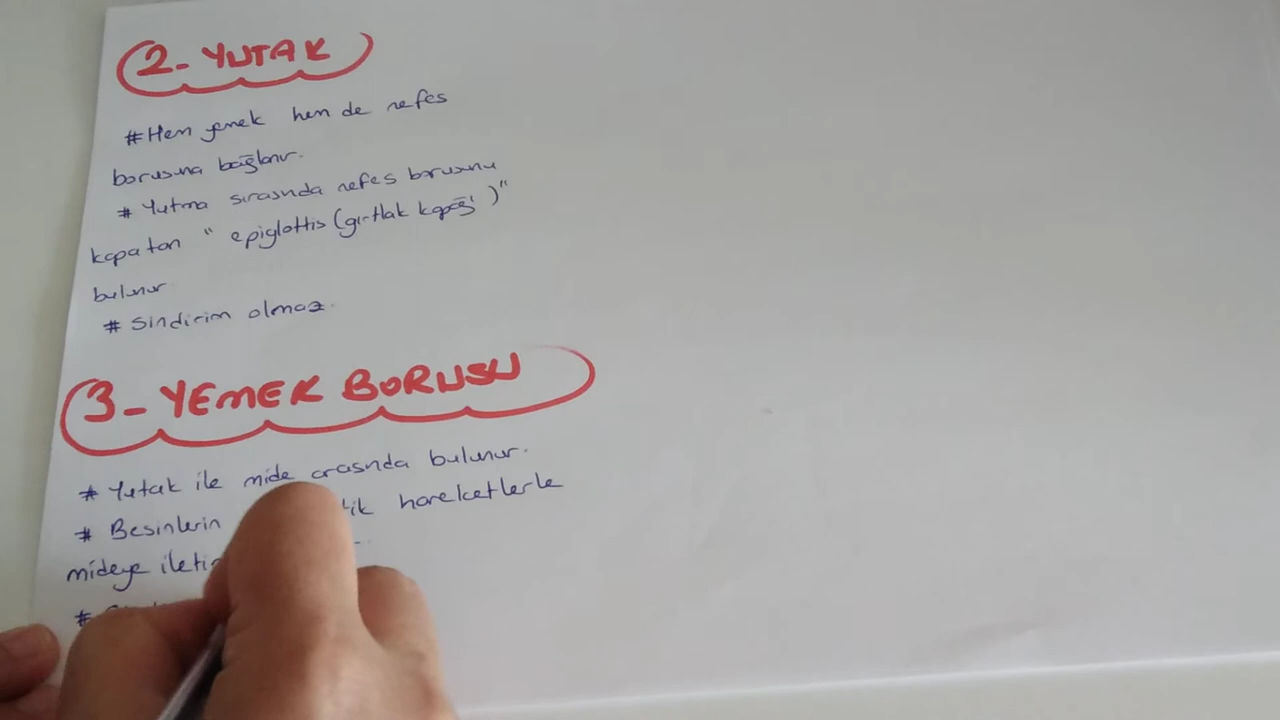 2- YUTAK
# Hem yemek hem de nefes
borusuna bağlanır.
# Yutma sırasında nefes borusunu
kapatan " epiglottis (gırtlak kapağı)"
bulunur
# Sindirim olmaz.
3- YEMEK BORUSU
# Yutak ile mide arasında bulunur.
# Besinlerin hareketlerle
mideye
#